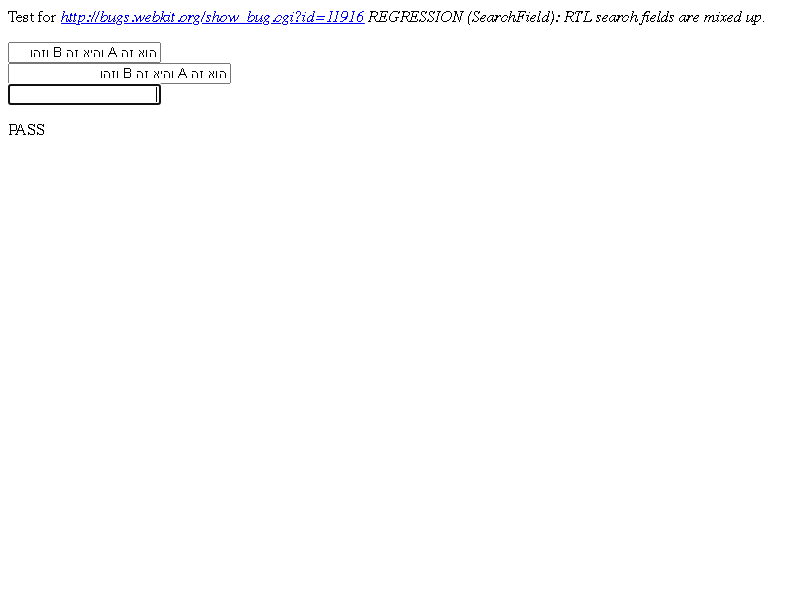 Test for http://bugs.webkit.org/show_bug.cgi?id=11916 REGRESSION (SearchField): RTL search fields are mixed up.
הוא זה A והיא זה B וזהו
הוא זה A והיא זה B וזהו
PASS